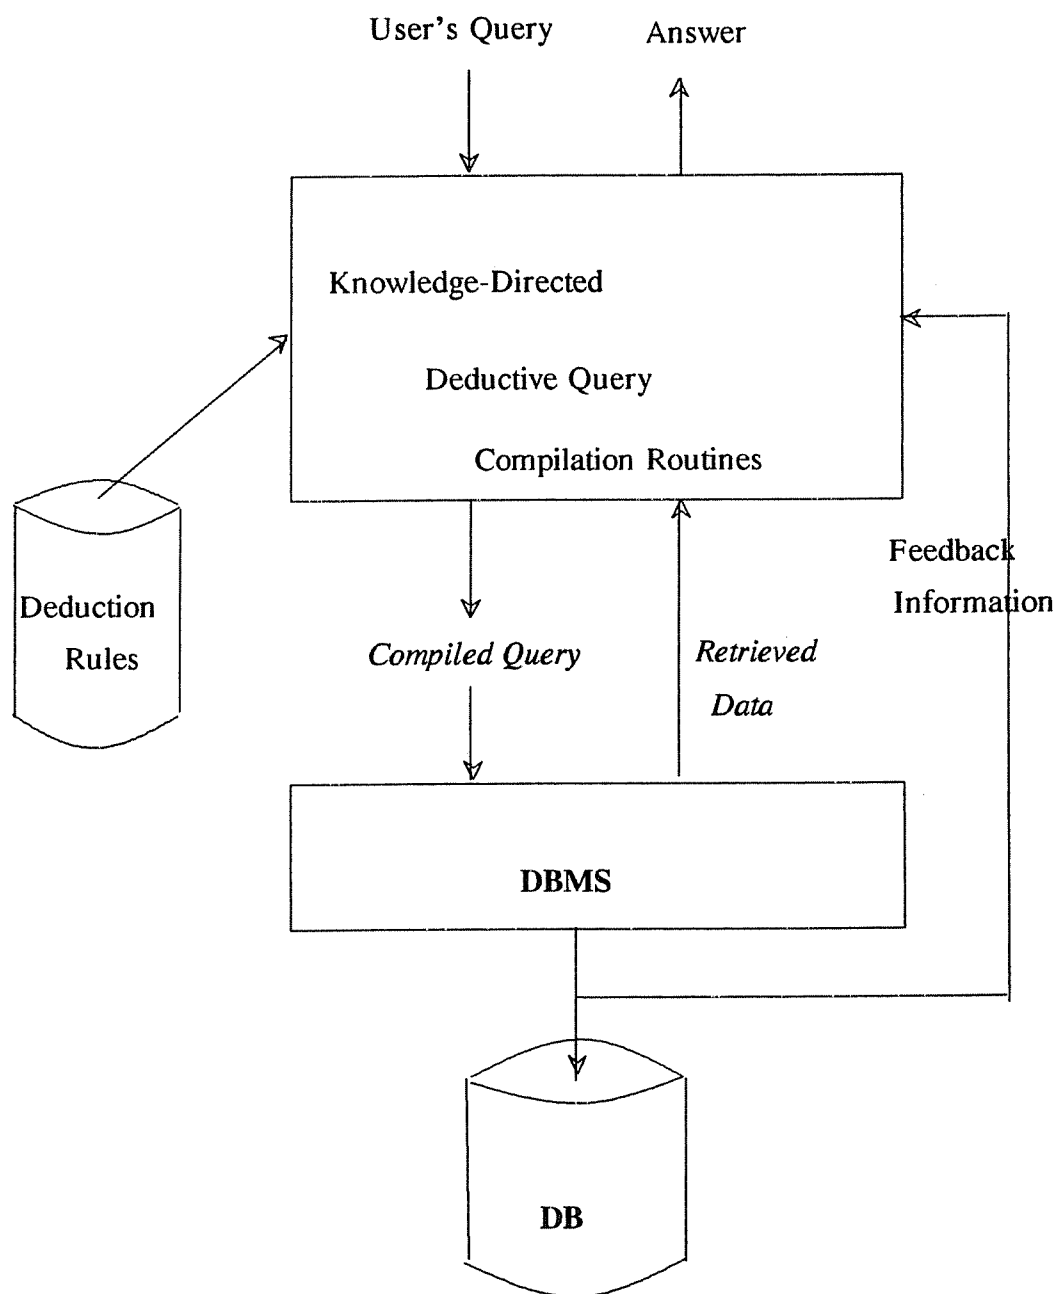 User's Query
Answer
Knowledge-Directed
Deductive Query
Compilation Routines
Feedback
Information
Deduction
Rules
Compiled Query
Retrieved
Data
DBMS
DB